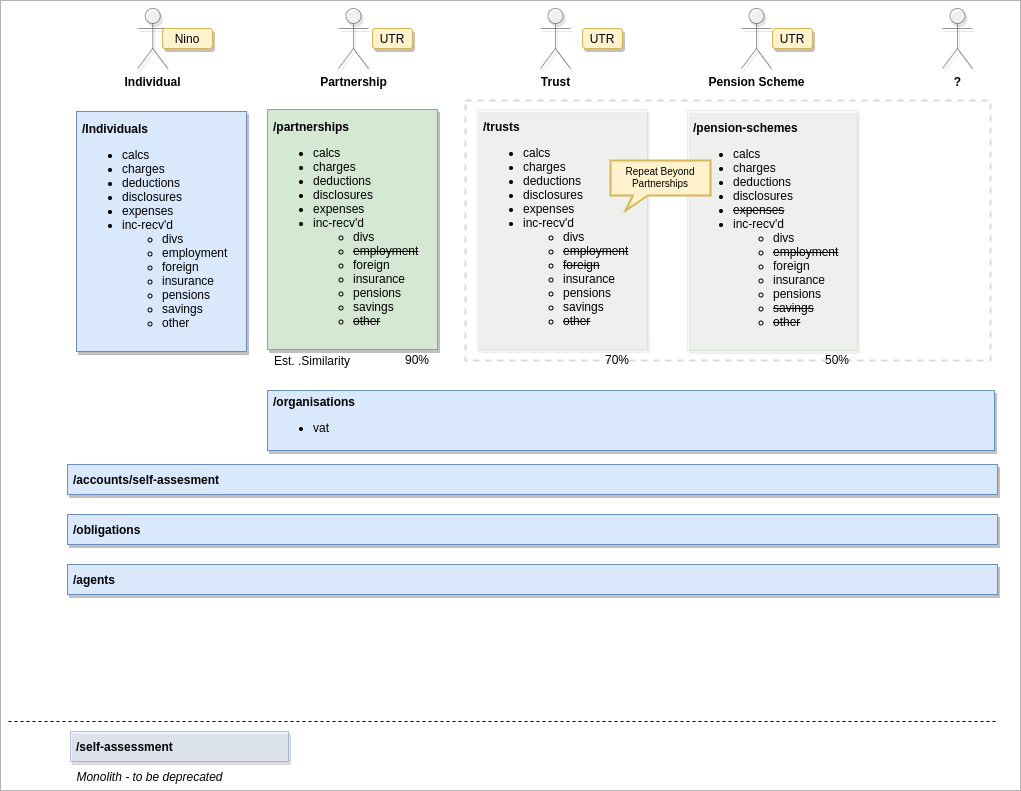 Nino
UTR
UTR
UTR
Individual
Partnership
Trust
Pension Scheme
?
/Individuals
calcs
charges
deductions
disclosures
expenses
inc-recv'd
divs
employment
foreign
insurance
pensions
savings
other
/partnerships
calcs
charges
deductions
disclosures
expenses
inc-recv'd
divs
employment
foreign
insurance
pensions
savings
other
Est. .Similarity
90%
/trusts
calcs
charges
deductions
disclosures
expenses
inc-recv'd
divs
employment
foreign
insurance
pensions
savings
other
70%
Repeat Beyond
Partnerships
/pension-schemes
calcs
charges
deductions
disclosures
expenses
inc-recv'd
divs
employment
foreign
insurance
pensions
savings
other
50%
/organisations
vat
/accounts/self-assesment
/obligations
/agents
/self-assessment
Monolith - to be deprecated